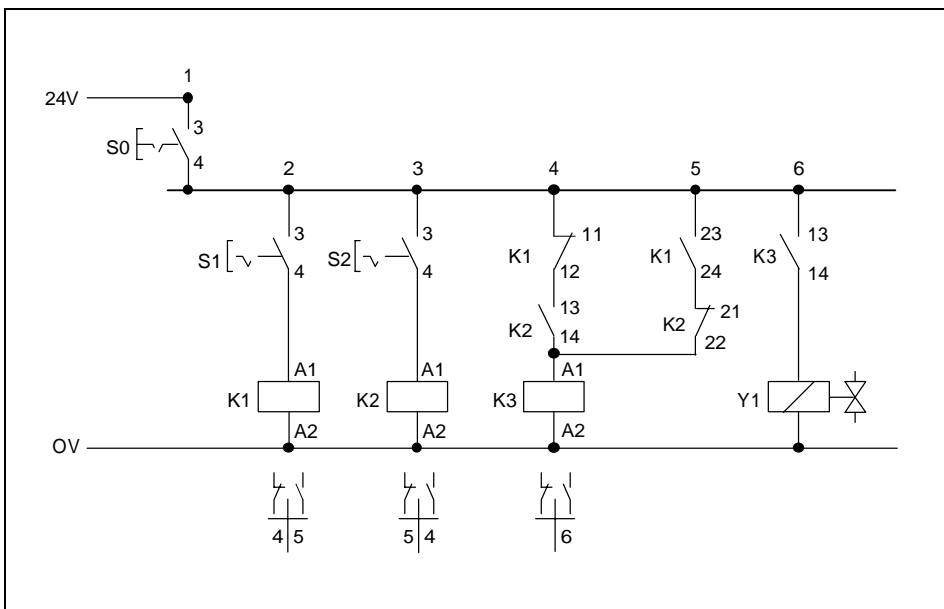 1
24V
3
S0
4
2 3 4 5 6
3 3 11 23 13
S1 S2 K1 K1 K3
4 4 12 24 14
13 21
K2 K2
14 22
A1 A1 A1
K1 K2 K3 Y1
A2 A2 A2
OV
4 5 5 4 6